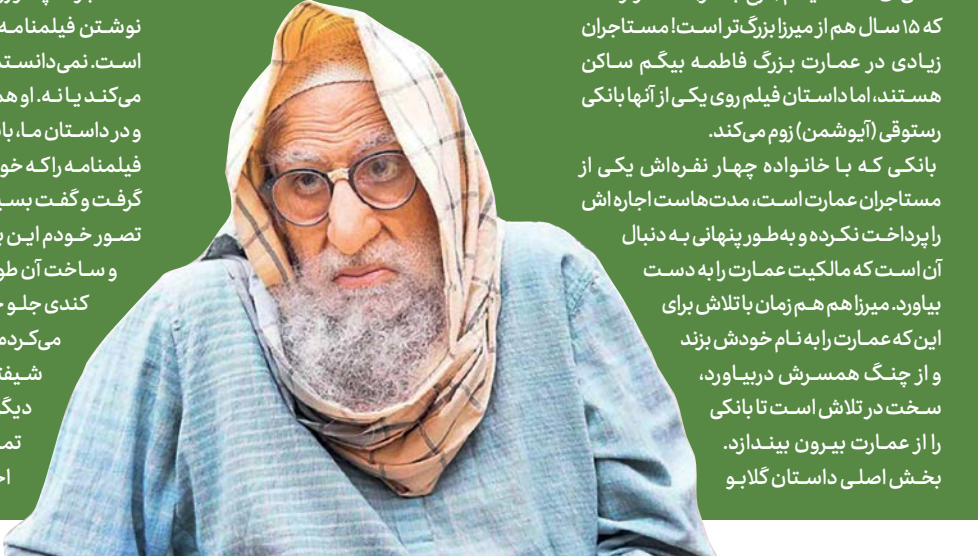 که ۱۵ سال هم از میرزا بزرگ‌تر است! مستاجران
زیادی در عمارت بزرگ فاطمه بیگم ساکن
هستند، اما داستان فیلم روی یکی از آنها بانکی
رستوقی (آیوشمن) زوم می‌کند.
بانکی که با خانواده چهار نفره‌اش یکی از
مستاجران عمارت است، مدت‌هاست اجاره اش
را پرداخت نکرده و به‌طور پنهانی به دنبال
آن است که مالکیت عمارت را به دست
بیاورد. میرزا هم هم‌زمان با تلاش برای
این که عمارت را به نام خودش بزند
و از چنگ همسرش دربیاورد،
سخت در تلاش است تا بانکی
را از عمارت بیرون بیندازد.
بخش اصلی داستان گلابو
نوشتن فیلمنامه
است. نمی‌دانستم
می‌کند یا نه. او هم
و در داستان ما، با
فیلمنامه را که خو
گرفت و گفت بسی
تصور خودم این ب
و ساخت آن طو
کندی جلو
می‌کردم
شیفت
دیگ
تم